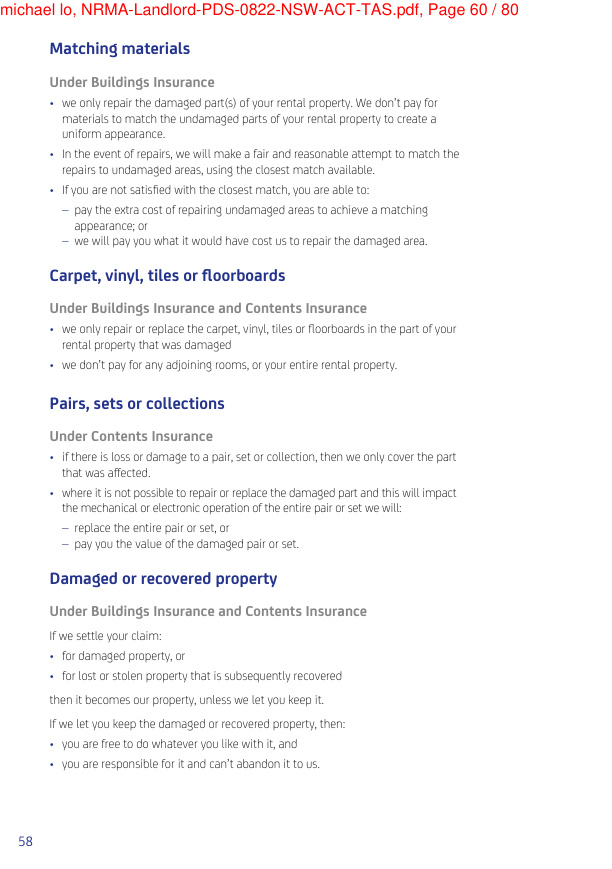 michael lo, NRMA-Landlord-PDS-0822-NSW-ACT-TAS.pdf, Page 60 / 80
Matching materials
Under Buildings Insurance
• we only repair the damaged part(s) of your rental property. We don't pay for
materials to match the undamaged parts of your rental property to create a
uniform appearance.
• In the event of repairs, we will make a fair and reasonable attempt to match the
repairs to undamaged areas, using the closest match available.
• If you are not satisfied with the closest match, you are able to:
– pay the extra cost of repairing undamaged areas to achieve a matching
appearance; or
– we will pay you what it would have cost us to repair the damaged area.
Carpet, vinyl, tiles or floorboards
Under Buildings Insurance and Contents Insurance
• we only repair or replace the carpet, vinyl, tiles or floorboards in the part of your
rental property that was damaged
• we don't pay for any adjoining rooms, or your entire rental property.
Pairs, sets or collections
Under Contents Insurance
• if there is loss or damage to a pair, set or collection, then we only cover the part
that was affected.
• where it is not possible to repair or replace the damaged part and this will impact
the mechanical or electronic operation of the entire pair or set we will:
– replace the entire pair or set, or
– pay you the value of the damaged pair or set.
Damaged or recovered property
Under Buildings Insurance and Contents Insurance
If we settle your claim:
• for damaged property, or
• for lost or stolen property that is subsequently recovered
then it becomes our property, unless we let you keep it.
If we let you keep the damaged or recovered property, then:
• you are free to do whatever you like with it, and
• you are responsible for it and can't abandon it to us.
58